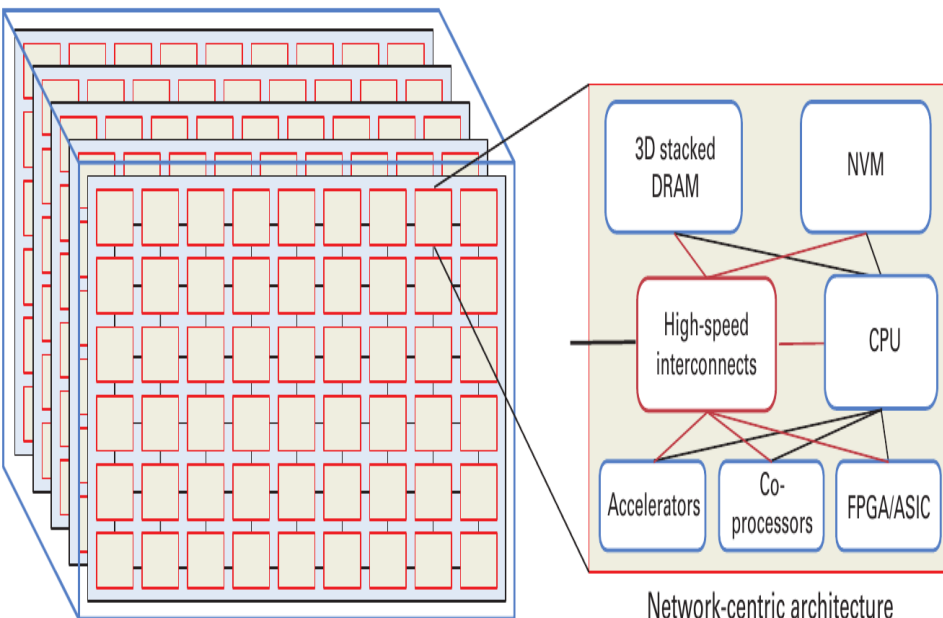 3D stacked
DRAM
NVM
High-speed
interconnects
CPU
Accelerators
Co-
processors
FPGA/ASIC
Network-centric architecture